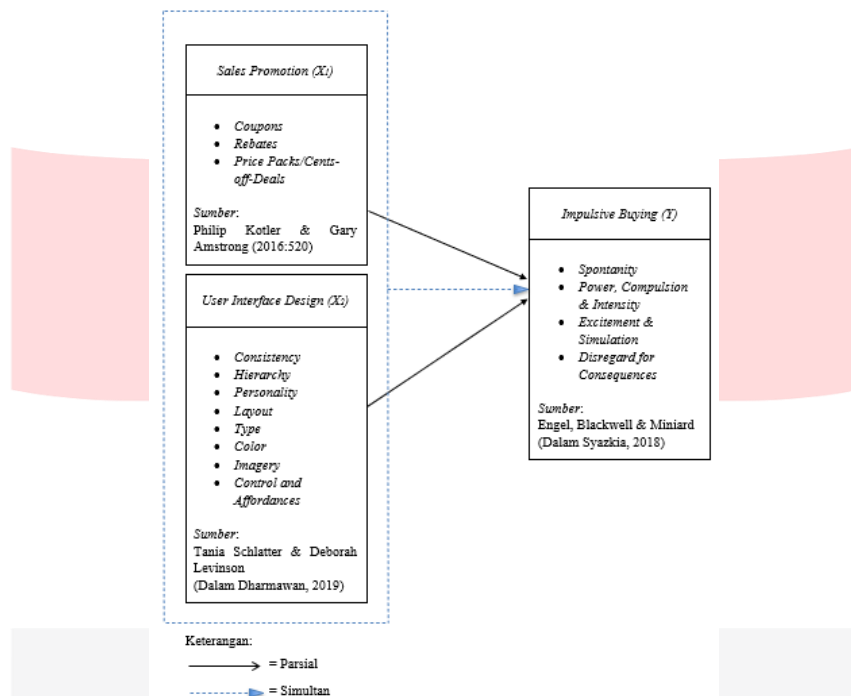 Sales Promotion (X1)
• Coupons
• Rebates
• Price Packs/Cents-
off-Deals
Sumber:
Philip Kotler & Gary
Amstrong (2016:520)
User Interface Design (X2)
• Consistency
• Hierarchy
• Personality
• Layout
• Type
• Color
• Imagery
• Control and
Affordances
Sumber:
Tania Schlatter & Deborah
Levinson
(Dalam Dharmawan, 2019)
Impulsive Buying (Y)
• Spontanity
• Power, Compulsion
& Intensity
• Excitement &
Simulation
• Disregard for
Consequences
Sumber:
Engel, Blackwell & Miniard
(Dalam Syazkia, 2018)
Keterangan:
= Parsial
= Simultan